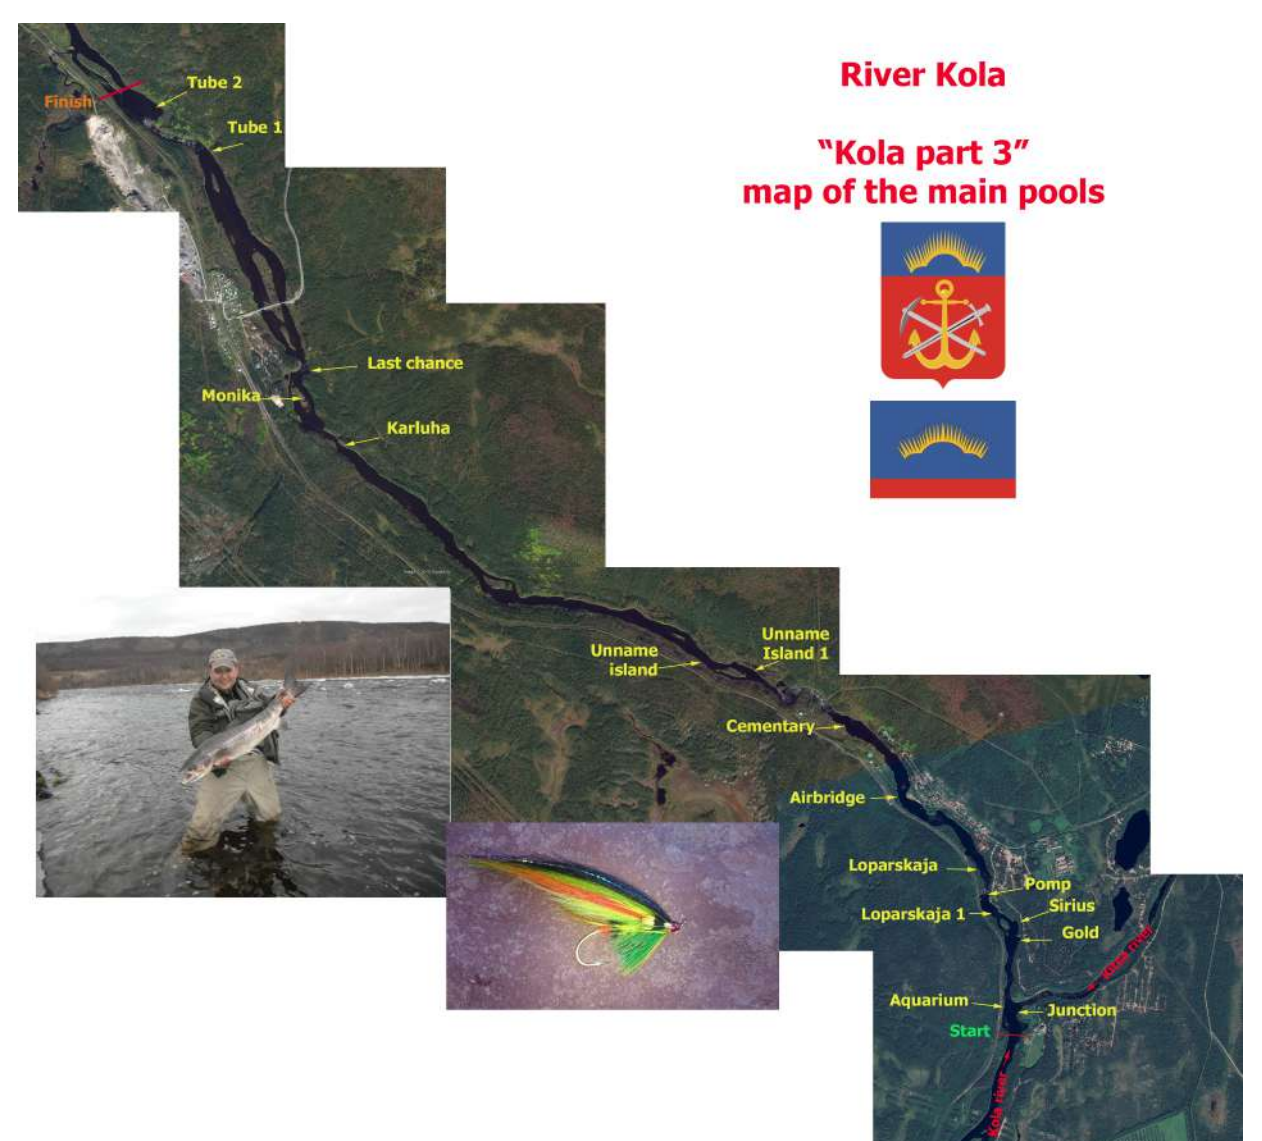 River Kola
“Kola part 3”
map of the main pools
Tube 2
Finish
Tube 1
Last chance
Monika
Karluha
Unname
Island 1
Unname
island
Cementary
Airbridge
Loparskaja
Pomp
Sirius
Loparskaja 1
Gold
Aquarium
Junction
Start
Kola river